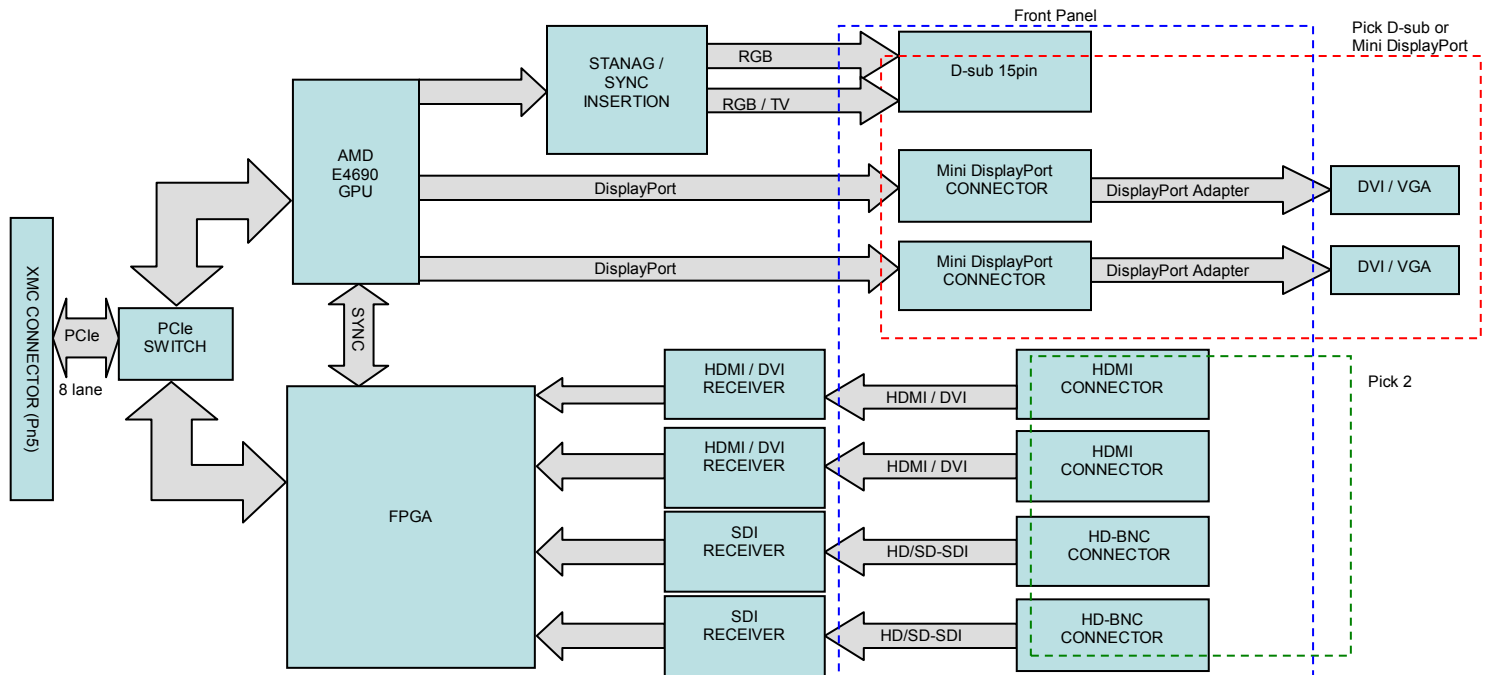 Front Panel
Pick D-sub or
Mini DisplayPort
STANAG /
SYNC
INSERTION
RGB
RGB / TV
D-sub 15pin
AMD
E4690
GPU
DisplayPort
Mini DisplayPort
CONNECTOR
DisplayPort Adapter
DVI / VGA
DisplayPort
Mini DisplayPort
CONNECTOR
DisplayPort Adapter
DVI / VGA
XMC CONNECTOR (Pn5)
PCIe
8 lane
PCIe
SWITCH
SYNC
FPGA
HDMI / DVI
RECEIVER
HDMI / DVI
HDMI
CONNECTOR
Pick 2
HDMI / DVI
RECEIVER
HDMI / DVI
HDMI
CONNECTOR
SDI
RECEIVER
HD/SD-SDI
HD-BNC
CONNECTOR
SDI
RECEIVER
HD/SD-SDI
HD-BNC
CONNECTOR